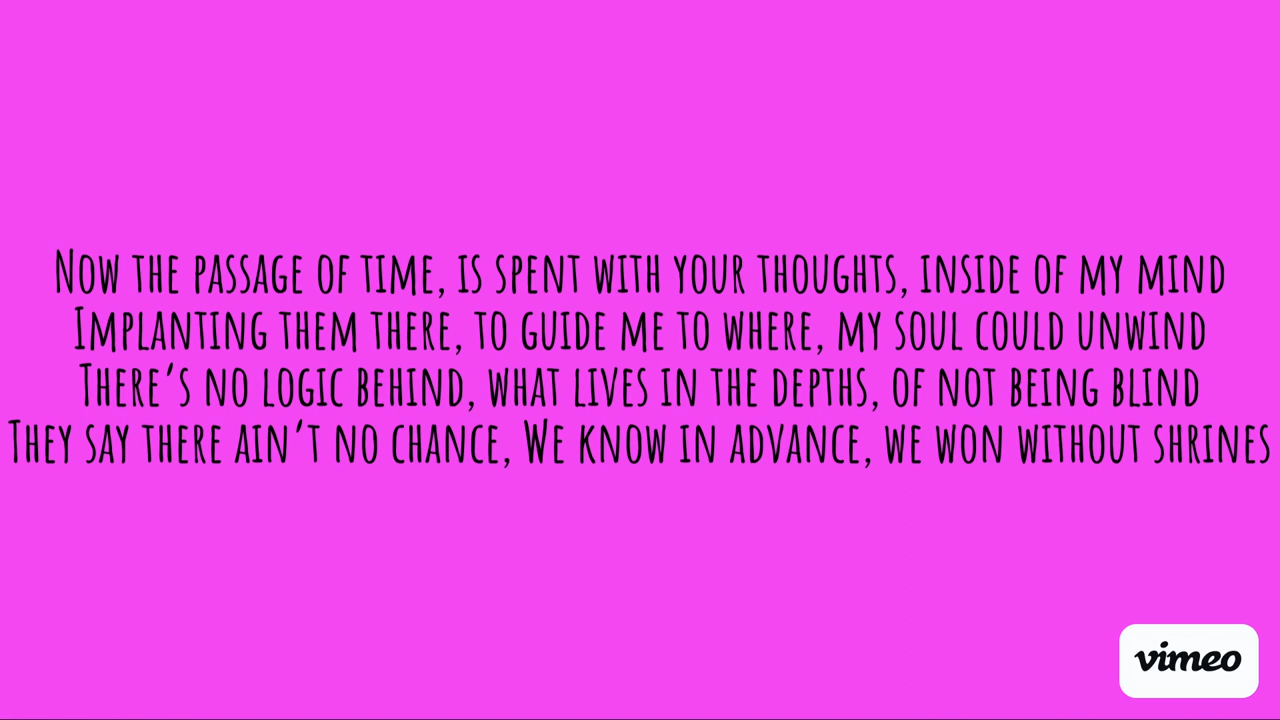 Now the passage of time, is spent with your thoughts, inside of my mind
Implanting them there, to guide me to where, my soul could unwind
There's no logic behind, what lives in the depths, of not being blind
They say there ain't no chance, We know in advance, we won without shrines
vimeo